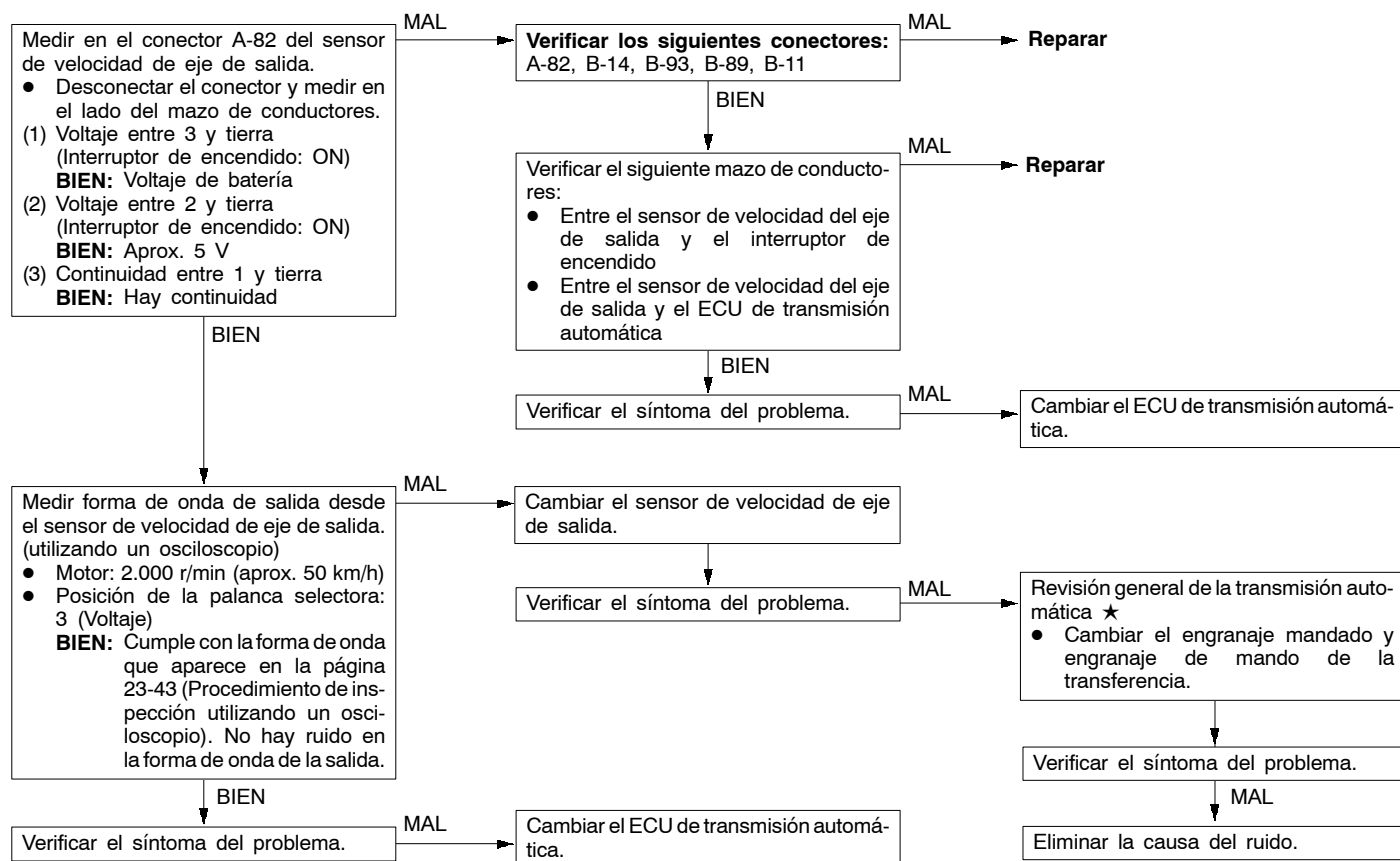 Medir en el conector A-82 del sensor
de velocidad de eje de salida.
● Desconectar el conector y medir en
el lado del mazo de conductores.
(1) Voltaje entre 3 y tierra
(Interruptor de encendido: ON)
BIEN: Voltaje de batería
(2) Voltaje entre 2 y tierra
(Interruptor de encendido: ON)
BIEN: Aprox. 5 V
(3) Continuidad entre 1 y tierra
BIEN: Hay continuidad
MAL
Verificar los siguientes conectores:
A-82, B-14, B-93, B-89, B-11
MAL
Reparar
BIEN
Verificar el siguiente mazo de conducto-
res:
● Entre el sensor de velocidad del eje
de salida y el interruptor de
encendido
● Entre el sensor de velocidad del eje
de salida y el ECU de transmisión
automática
MAL
Reparar
BIEN
BIEN
Verificar el síntoma del problema.
MAL
Cambiar el ECU de transmisión automá-
tica.
Medir forma de onda de salida desde
el sensor de velocidad de eje de salida.
(utilizando un osciloscopio)
● Motor: 2.000 r/min (aprox. 50 km/h)
● Posición de la palanca selectora:
3 (Voltaje)
BIEN: Cumple con la forma de onda
que aparece en la página
23-43 (Procedimiento de ins-
pección utilizando un osci-
loscopio). No hay ruido en
la forma de onda de la salida.
MAL
Cambiar el sensor de velocidad de eje
de salida.
Verificar el síntoma del problema.
MAL
Revisión general de la transmisión auto-
mática ★
● Cambiar el engranaje mandado y
engranaje de mando de la
transferencia.
Verificar el síntoma del problema.
MAL
Eliminar la causa del ruido.
BIEN
Verificar el síntoma del problema.
MAL
Cambiar el ECU de transmisión automá-
tica.